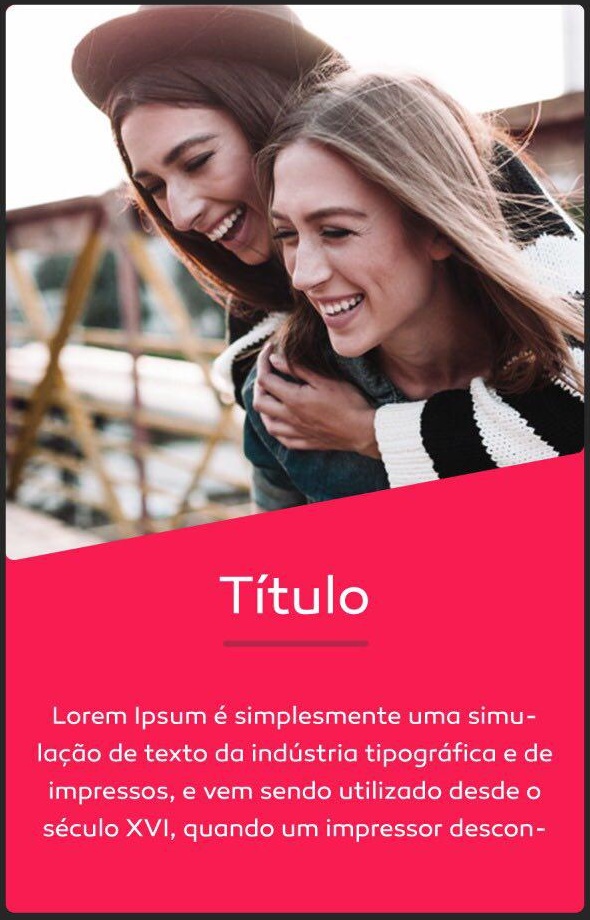 Título
Lorem Ipsum é simplesmente uma simu-
lação de texto da indústria tipográfica e de
impressos, e vem sendo utilizado desde o
século XVI, quando um impressor descon-